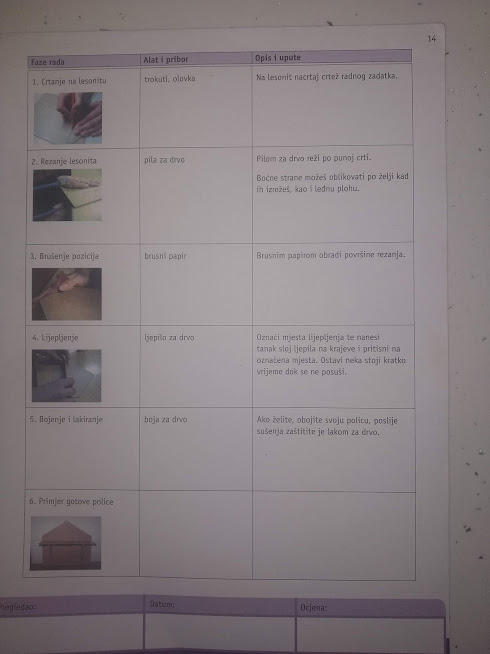 14
Faze rada
Alat i pribor
Opis i upute
1. Crtanje na lesonitu
trokuti, olovka
Na lesonit nacrtaj crtež radnog zadatka.
2. Rezanje lesonita
pila za drvo
Pilom za drvo reži po punoj crti.
Bočne strane možeš oblikovati po želji kad
ih izrežeš, kao i leđnu plohu.
3. Brušenje pozicija
brusni papir
Brusnim papirom obradi površine rezanja.
4. Lijepljenje
ljepilo za drvo
Označi mjesta lijepljenja te nanesi
tanak sloj ljepila na krajeve i pritisni na
označena mjesta. Ostavi neka stoji kratko
vrijeme dok se ne posuši.
5. Bojenje i lakiranje
boja za drvo
Ako želite, obojite svoju policu, poslije
sušenja zaštitite je lakom za drvo.
6. Primjer gotove police
Pregledao:
Datum:
Ocjena: